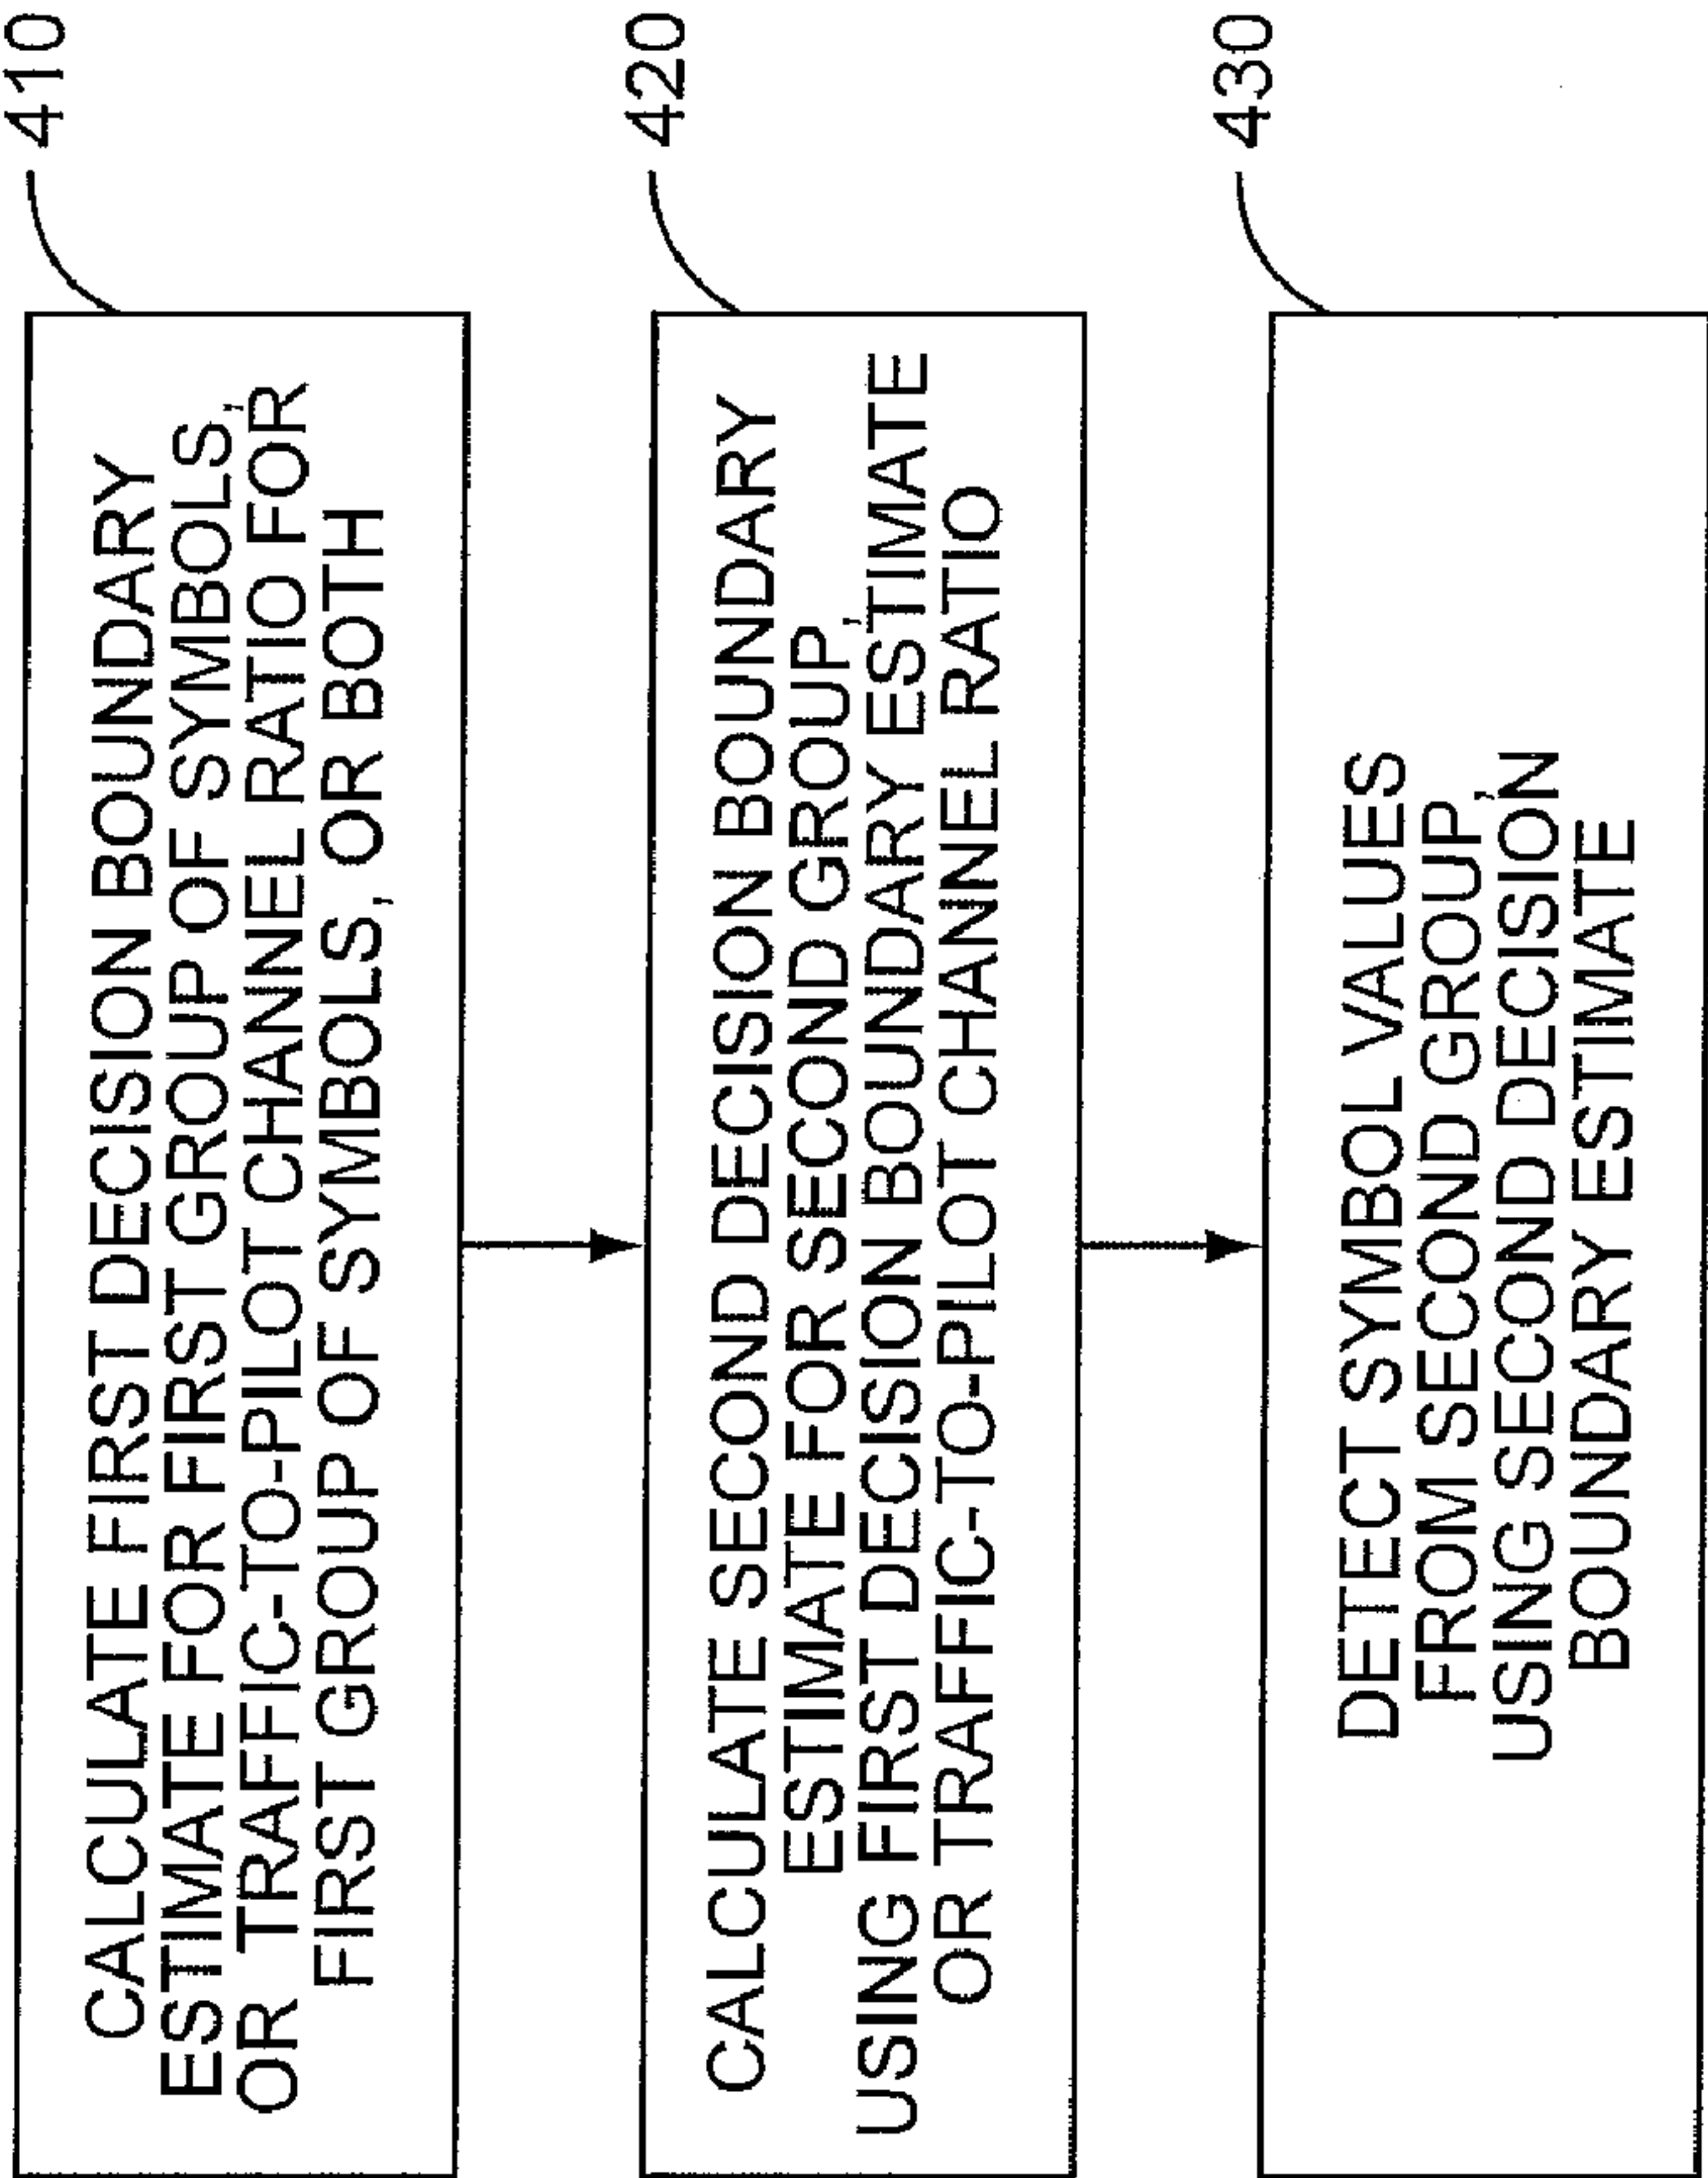 410
CALCULATE FIRST DECISION BOUNDARY
ESTIMATE FOR FIRST GROUP OF SYMBOLS,
OR TRAFFIC-TO-PILOT CHANNEL RATIO FOR
FIRST GROUP OF SYMBOLS, OR BOTH
420
CALCULATE SECOND DECISION BOUNDARY
ESTIMATE FOR SECOND GROUP,
USING FIRST DECISION BOUNDARY ESTIMATE
OR TRAFFIC-TO-PILOT CHANNEL RATIO
430
DETECT SYMBOL VALUES
FROM SECOND GROUP,
USING SECOND DECISION
BOUNDARY ESTIMATE